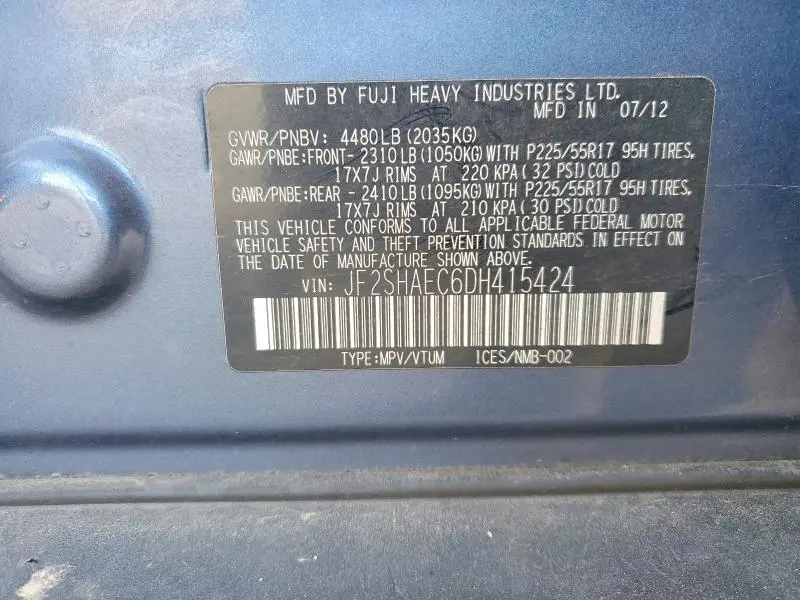 MFD BY FUJI HEAVY INDUSTRIES LTD.
MFD IN 07/12
GVWR/PNBV: 4480LB (2035KG)
GAWR/PNBE:FRONT- 2310LB (1050KG)WITH P225/55R17 95H TIRES,
17X7J RIMS AT 220 KPA( 32 PSI)COLD
GAWR/PNBE:REAR - 2410LB (1095KG)WITH P225/55R17 95H TIRES,
17X7J RIMS AT 210 KPA( 30 PSI)COLD
THIS VEHICLE CONFORMS TO ALL APPLICABLE FEDERAL MOTOR
VEHICLE SAFETY AND THEFT PREVENTION STANDARDS IN EFFECT ON
THE DATE OF MANUFACTURE SHOWN ABOVE.
VIN: JF2SHAEC6DH415424
TYPE:MPV/VTUM 1CES/NMB-002